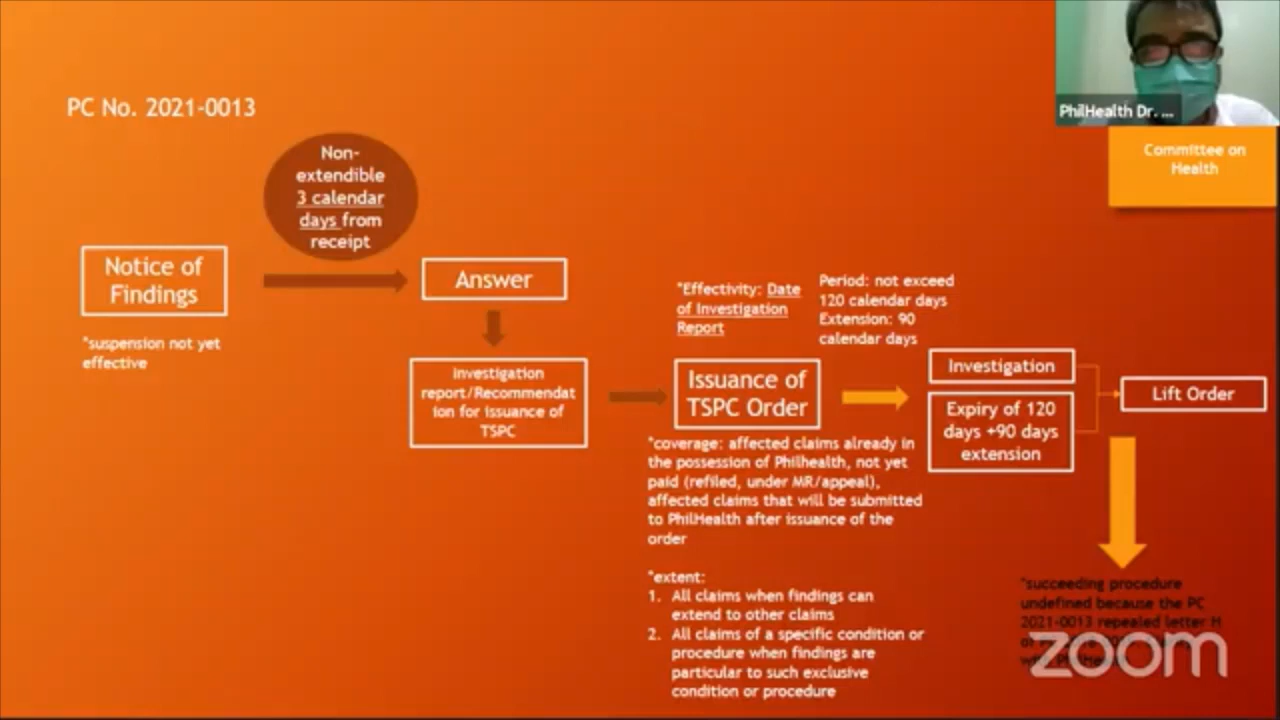 PhilHealth Dr. ...
Committee on
Health
PC No. 2021-0013
Non-
extendible
3 calendar
days from
receipt
Notice of
Findings
*suspension not yet
effective
Answer
Investigation
report/Recommendat
ion for issuance of
TSPC
*Effectivity: Date
of Investigation
Report
Period: not exceed
120 calendar days
Extension: 90
calendar days
Issuance of
TSPC Order
*coverage: affected claims already in
the possession of Philhealth, not yet
paid (refiled, under MR/appeal),
affected claims that will be submitted
to PhilHealth after issuance of the
order
*extent:
1. All claims when findings can
extend to other claims
2. All claims of a specific condition or
procedure when findings are
particular to such exclusive
condition or procedure
Investigation
Expiry of 120
days +90 days
extension
Lift Order
*succeeding procedure
undefined because the PC
2021-0013 repealed letter H
zoom